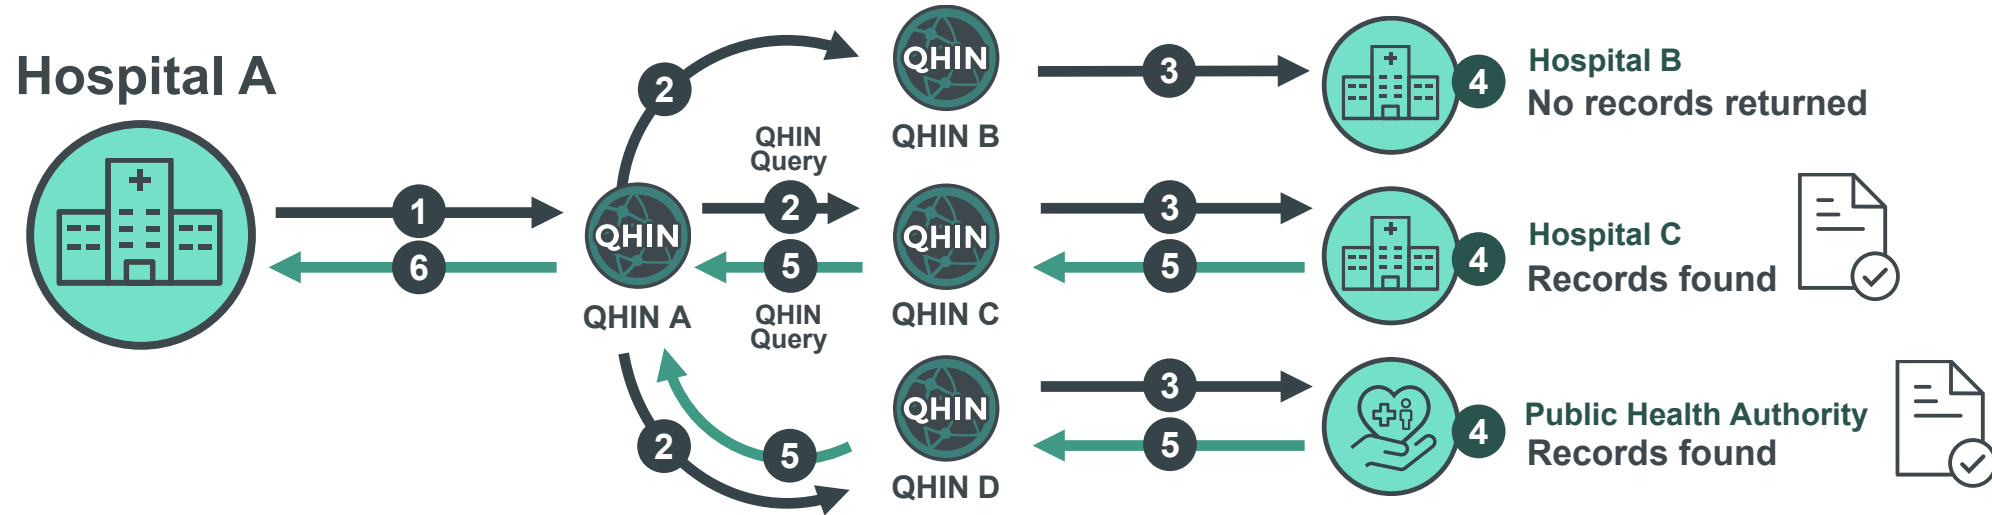 Hospital A
1
6
QHIN
QHIN A
2
QHIN
Query
2
5
QHIN
Query
5
2
QHIN
QHIN B
3
4
Hospital B
No records returned
QHIN
QHIN C
3
5
4
Hospital C
Records found
QHIN
QHIN D
3
5
4
Public Health Authority
Records found